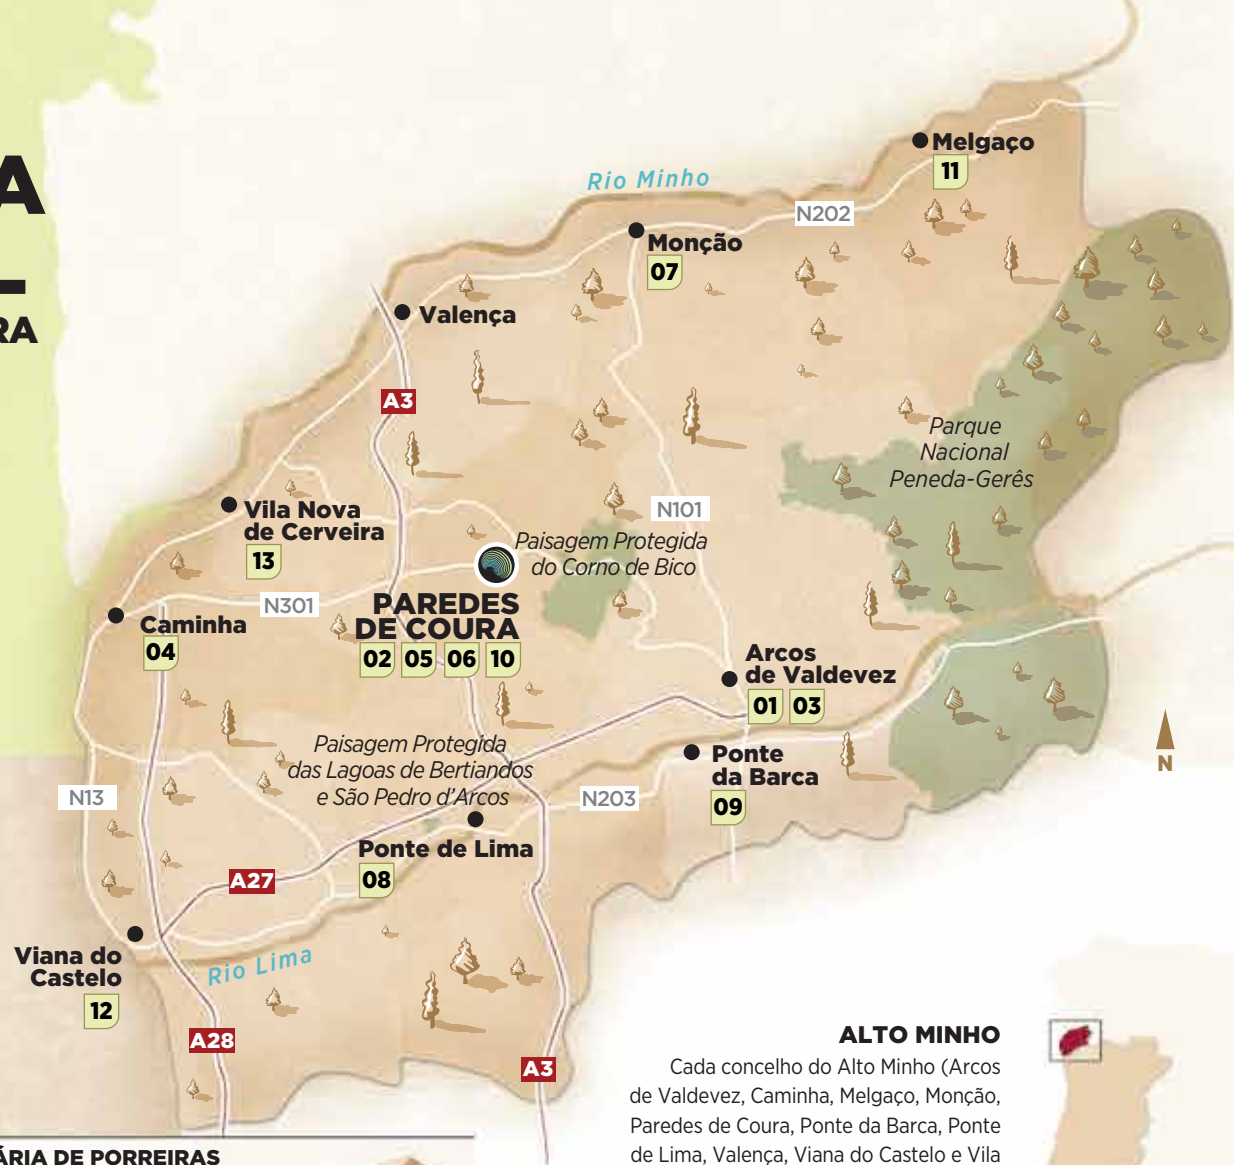 A
RA
Melgaço
11
Rio Minho
N202
Monção
07
Valença
A3
Parque
Nacional
Peneda-Gerês
Vila Nova
de Cerveira
13
N101
Paisagem Protegida
do Corno de Bico
N301
PAREDES
DE COURA
02 05 06 10
Caminha
04
Arcos
de Valdevez
01 03
Paisagem Protegida
das Lagoas de Bertiandos
e São Pedro d'Arcos
Ponte
da Barca
09
N
N13
N203
Ponte de Lima
08
A27
Viana do
Castelo
12
Rio Lima
A28
A3
ALTO MINHO
Cada concelho do Alto Minho (Arcos
de Valdevez, Caminha, Melgaço, Monção,
Paredes de Coura, Ponte da Barca, Ponte
de Lima, Valença, Viana do Castelo e Vila
ÁRIA DE PORREIRAS